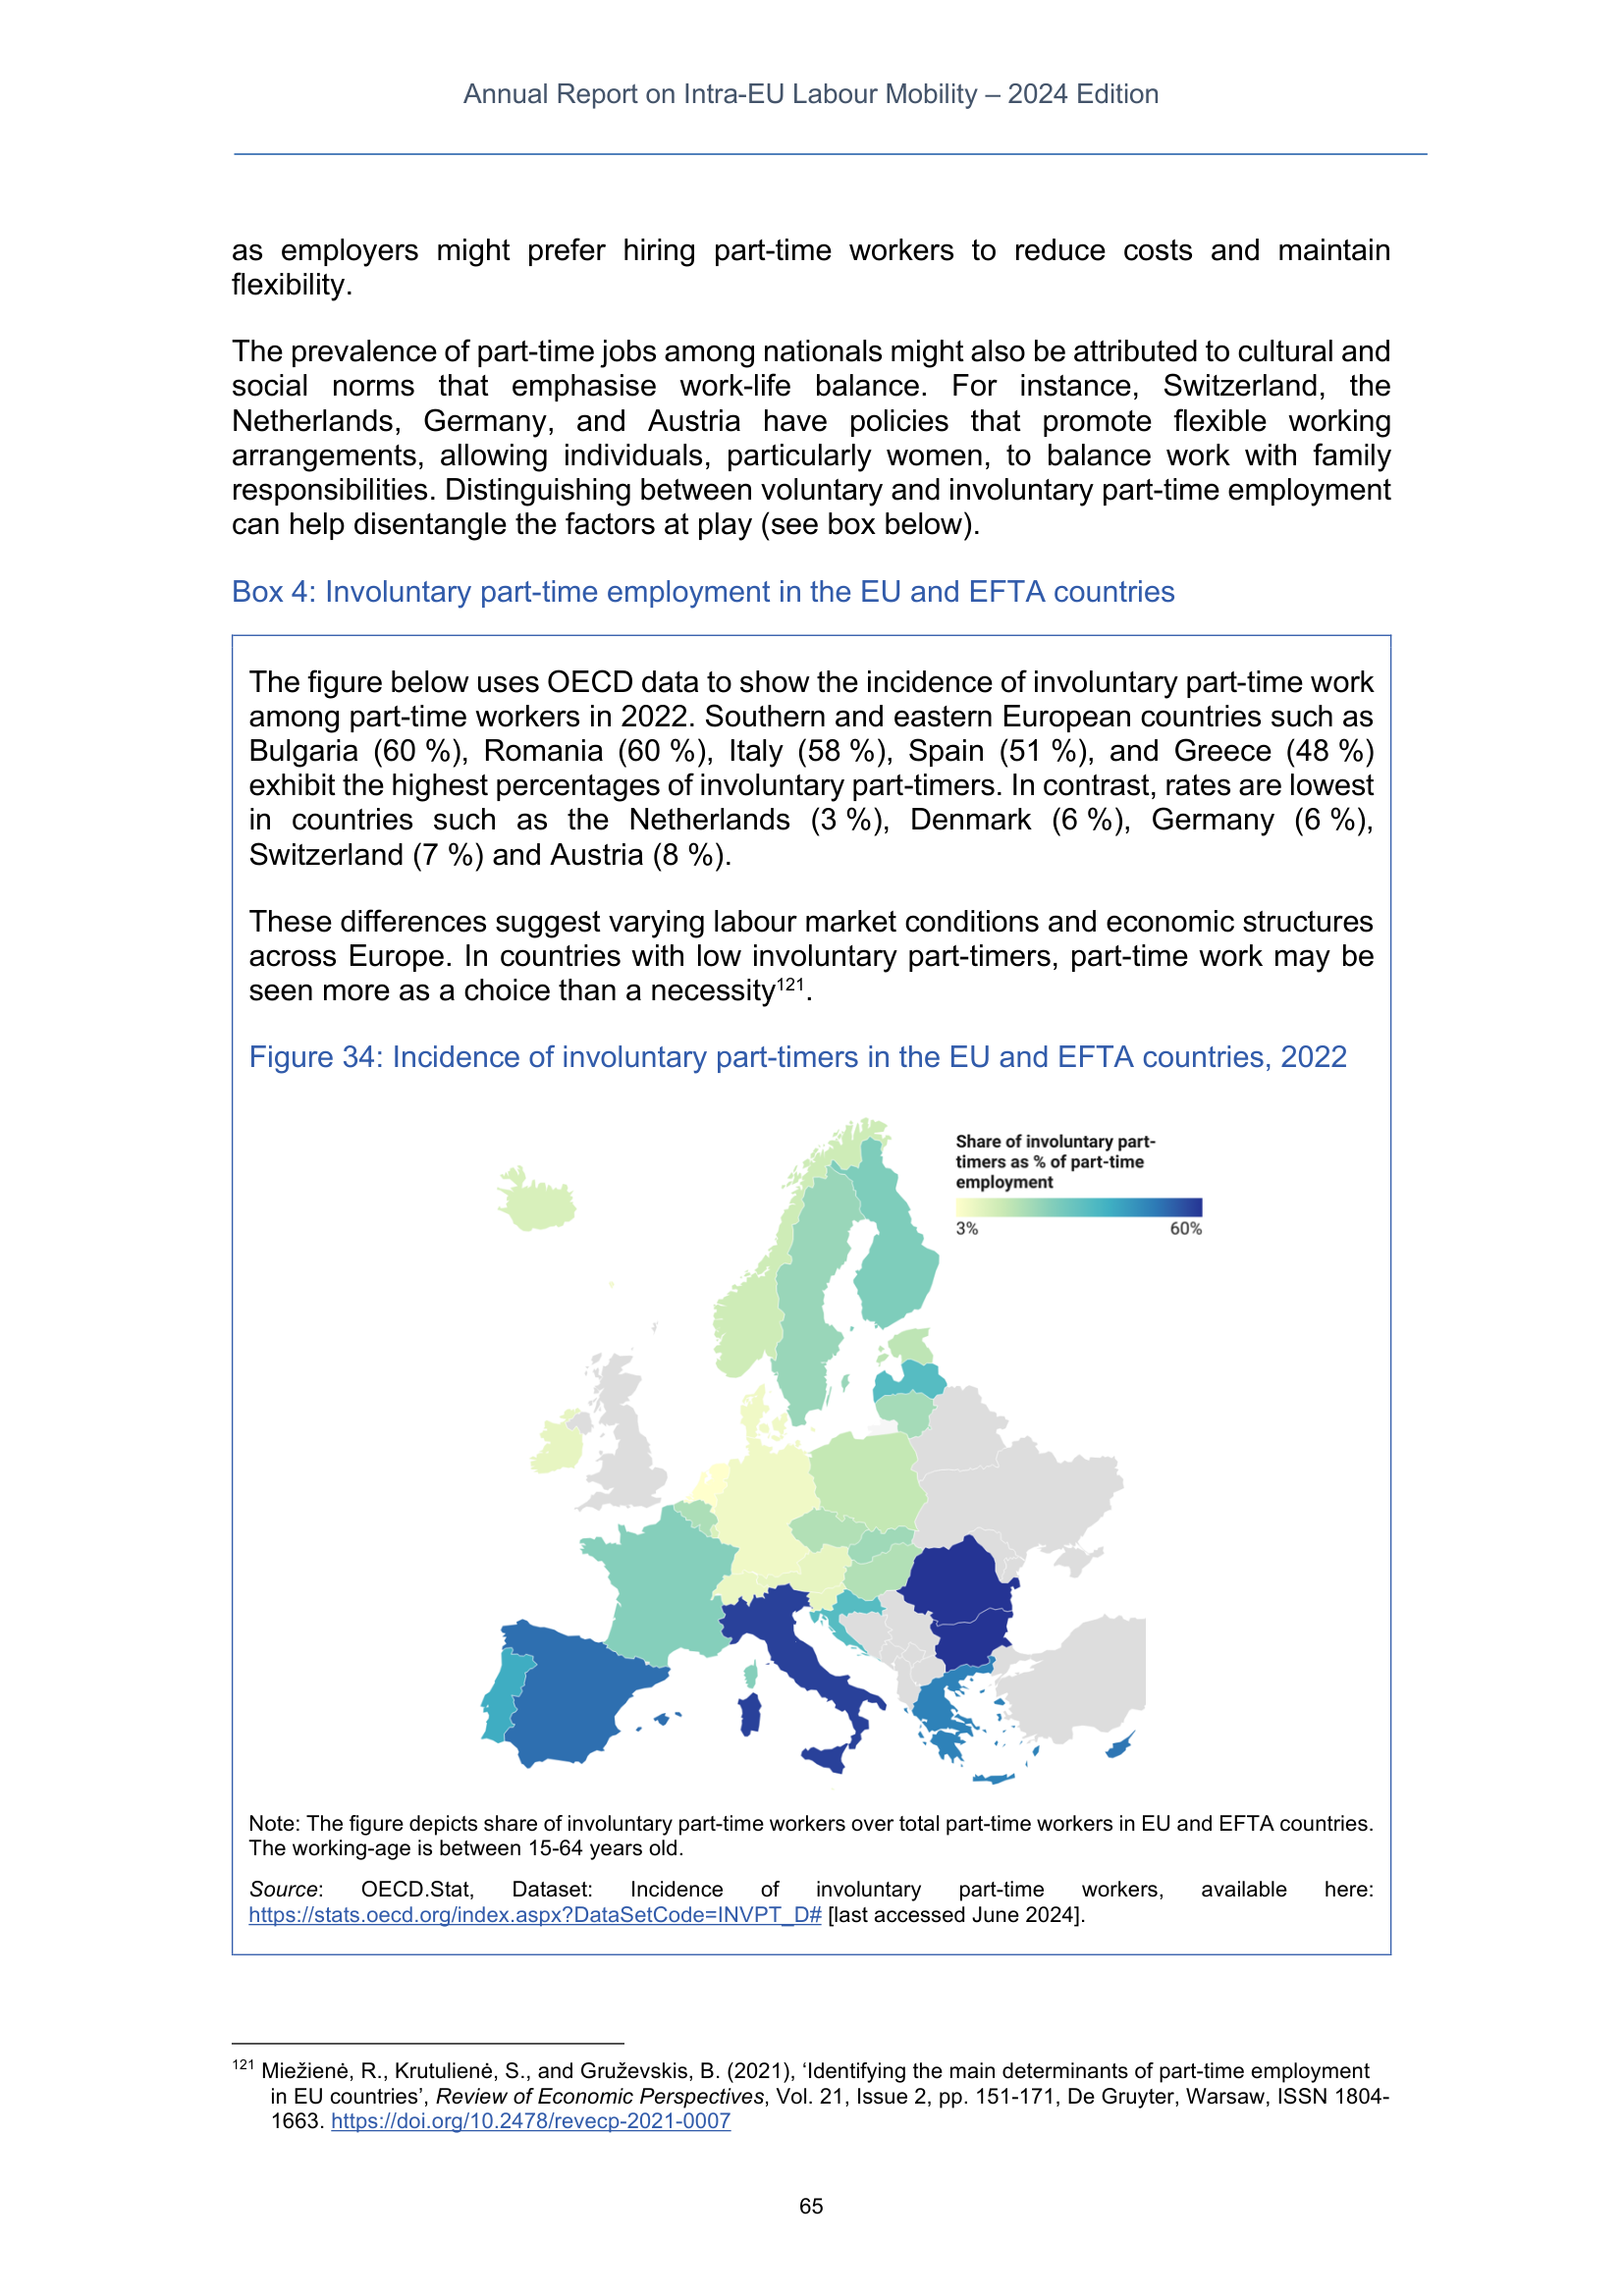 Annual Report on Intra-EU Labour Mobility – 2024 Edition
as employers might prefer hiring part-time workers to reduce costs and maintain
flexibility.
The prevalence of part-time jobs among nationals might also be attributed to cultural and
social norms that emphasise work-life balance. For instance, Switzerland, the
Netherlands, Germany, and Austria have policies that promote flexible working
arrangements, allowing individuals, particularly women, to balance work with family
responsibilities. Distinguishing between voluntary and involuntary part-time employment
can help disentangle the factors at play (see box below).
Box 4: Involuntary part-time employment in the EU and EFTA countries
The figure below uses OECD data to show the incidence of involuntary part-time work
among part-time workers in 2022. Southern and eastern European countries such as
Bulgaria (60 %), Romania (60 %), Italy (58 %), Spain (51 %), and Greece (48 %)
exhibit the highest percentages of involuntary part-timers. In contrast, rates are lowest
in countries such as the Netherlands (3 %), Denmark (6 %), Germany (6 %),
Switzerland (7 %) and Austria (8 %).
These differences suggest varying labour market conditions and economic structures
across Europe. In countries with low involuntary part-timers, part-time work may be
seen more as a choice than a necessity121.
Figure 34: Incidence of involuntary part-timers in the EU and EFTA countries, 2022
Share of involuntary part-
timers as % of part-time
employment
3% 60%
Note: The figure depicts share of involuntary part-time workers over total part-time workers in EU and EFTA countries.
The working-age is between 15-64 years old.
Source: OECD.Stat, Dataset: Incidence of involuntary part-time workers, available here:
https://stats.oecd.org/index.aspx?DataSetCode=INVPT_D# [last accessed June 2024].
121 Miežienė, R., Krutulienė, S., and Gruževskis, B. (2021), ‘Identifying the main determinants of part-time employment
in EU countries’, Review of Economic Perspectives, Vol. 21, Issue 2, pp. 151-171, De Gruyter, Warsaw, ISSN 1804-
1663. https://doi.org/10.2478/revecp-2021-0007
65